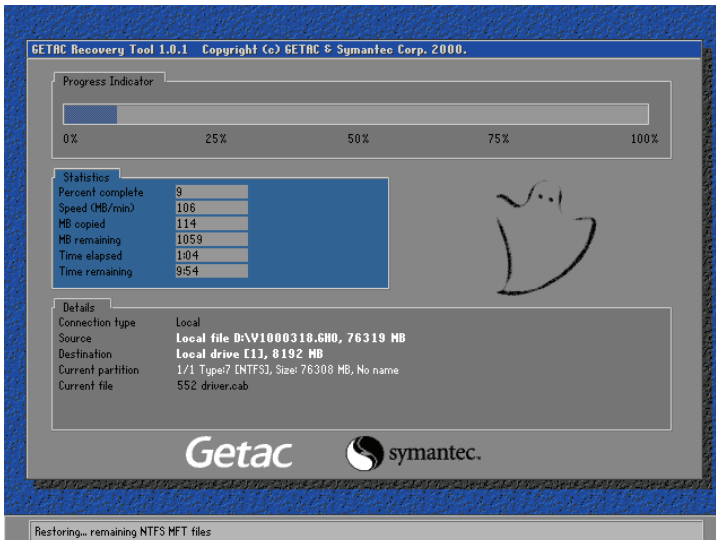 GETAC Recovery Tool 1.0.1 Copyright (c) GETAC & Symantec Corp. 2000.
Progress Indicator
0% 25% 50% 75% 100%
Statistics
Percent complete 9
Speed (MB/min) 106
MB copied 114
MB remaining 1059
Time elapsed 1:04
Time remaining 9:54
Details
Connection type Local
Source Local file D:\V1000318.GHO, 76319 MB
Destination Local drive [1], 8192 MB
Current partition 1/1 Type:7 [NTFS], Size: 76308 MB, No name
Current file 552 driver.cab
Getac symantec.
Restoring... remaining NTFS MFT files